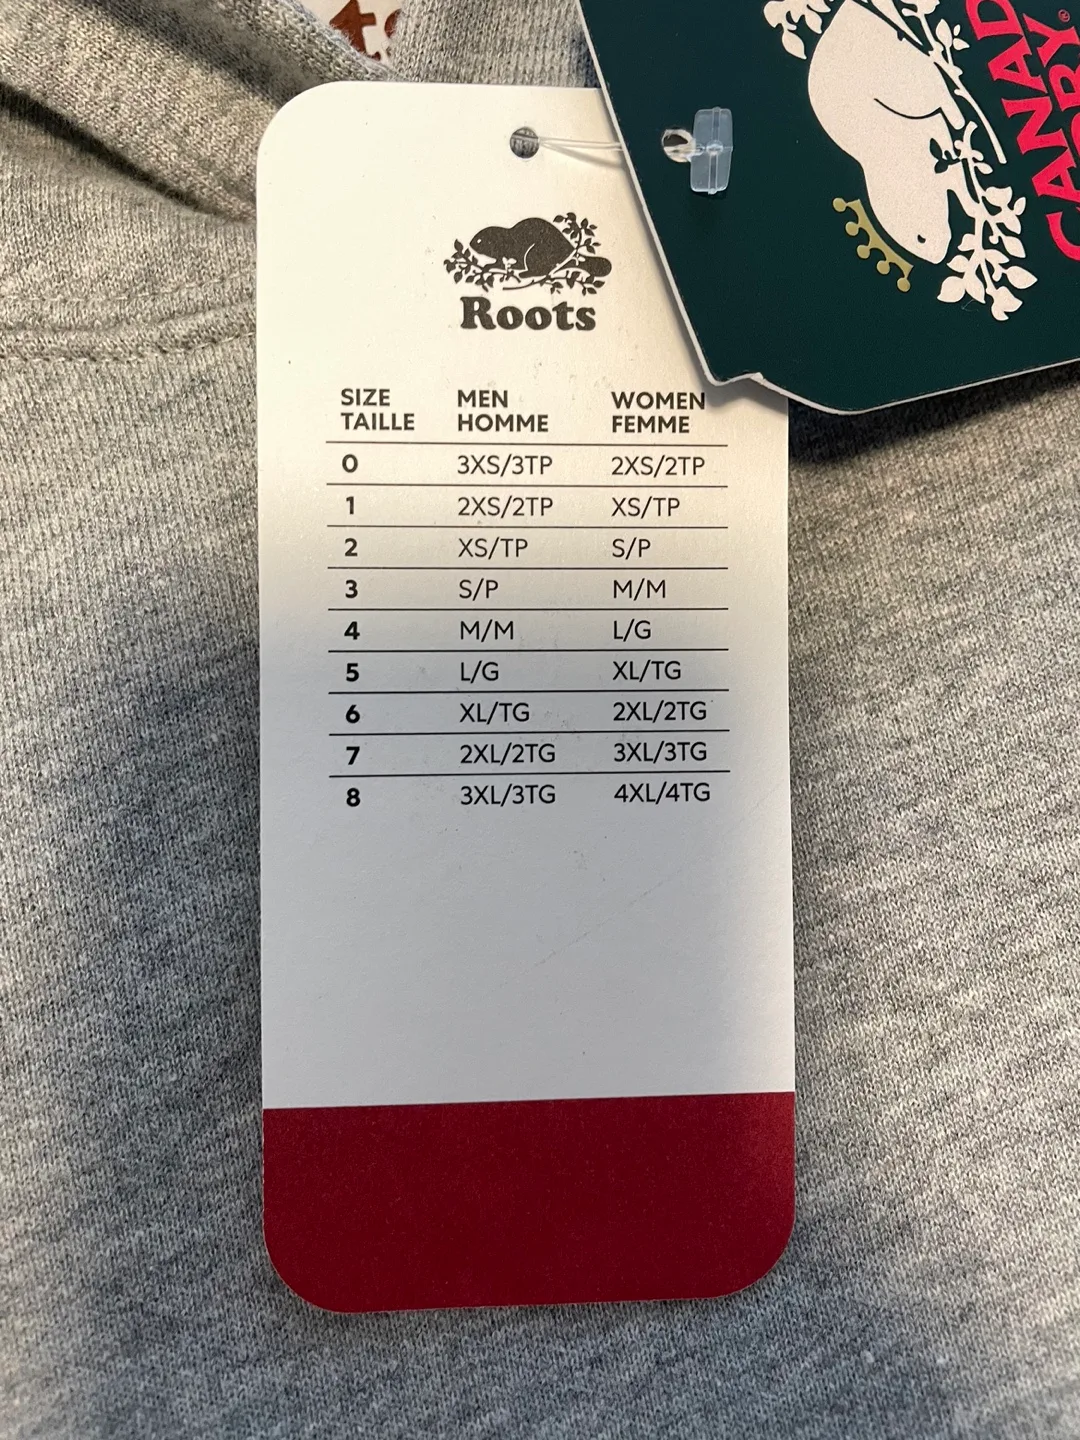 CANAD
®
Roots
SIZE MEN WOMEN
TAILLE HOMME FEMME
0 3XS/3TP 2XS/2TP
1 2XS/2TP XS/TP
2 XS/TP S/P
3 S/P M/M
4 M/M L/G
5 L/G XL/TG
6 XL/TG 2XL/2TG
7 2XL/2TG 3XL/3TG
8 3XL/3TG 4XL/4TG